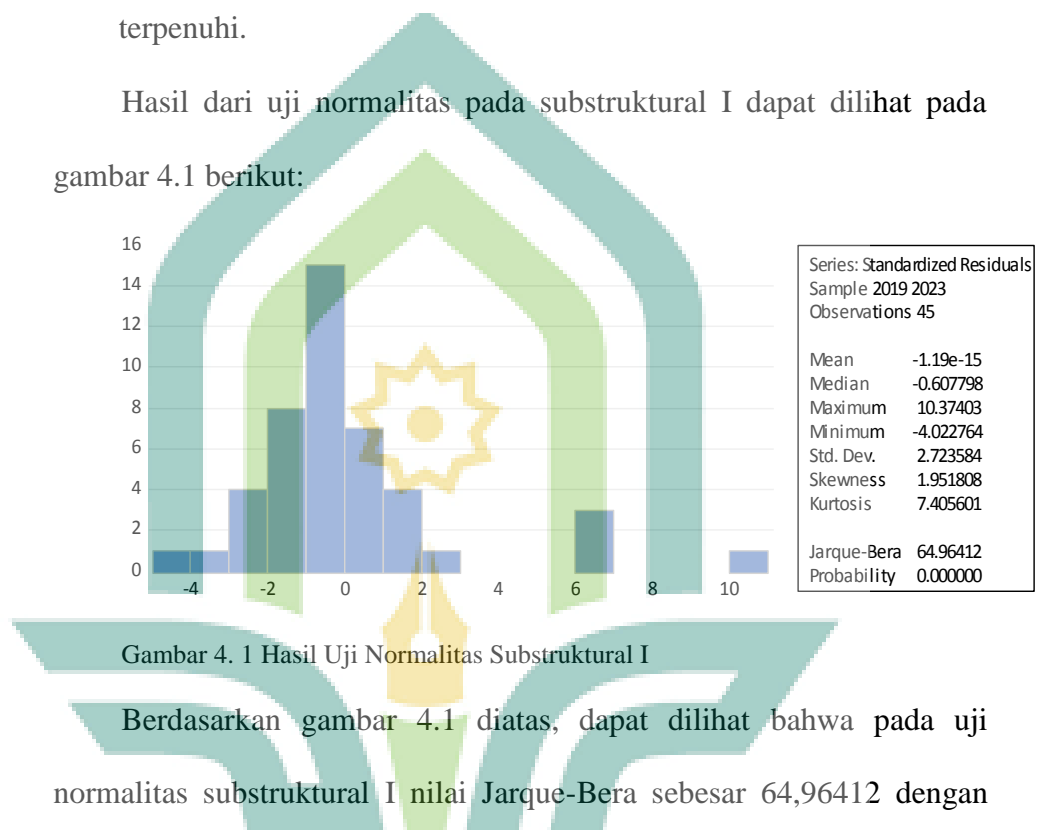 terpenuhi.
Hasil dari uji normalitas pada substruktural I dapat dilihat pada
gambar 4.1 berikut:
16
14
12
10
8
6
4
2
0
-4 -2 0 2 4 6 8 10
Series: Standardized Residuals
Sample 2019 2023
Observations 45
Mean -1.19e-15
Median -0.607798
Maximum 10.37403
Minimum -4.022764
Std. Dev. 2.723584
Skewness 1.951808
Kurtosis 7.405601
Jarque-Bera 64.96412
Probability 0.000000
Gambar 4. 1 Hasil Uji Normalitas Substruktural I
Berdasarkan gambar 4.1 diatas, dapat dilihat bahwa pada uji
normalitas substruktural I nilai Jarque-Bera sebesar 64,96412 dengan